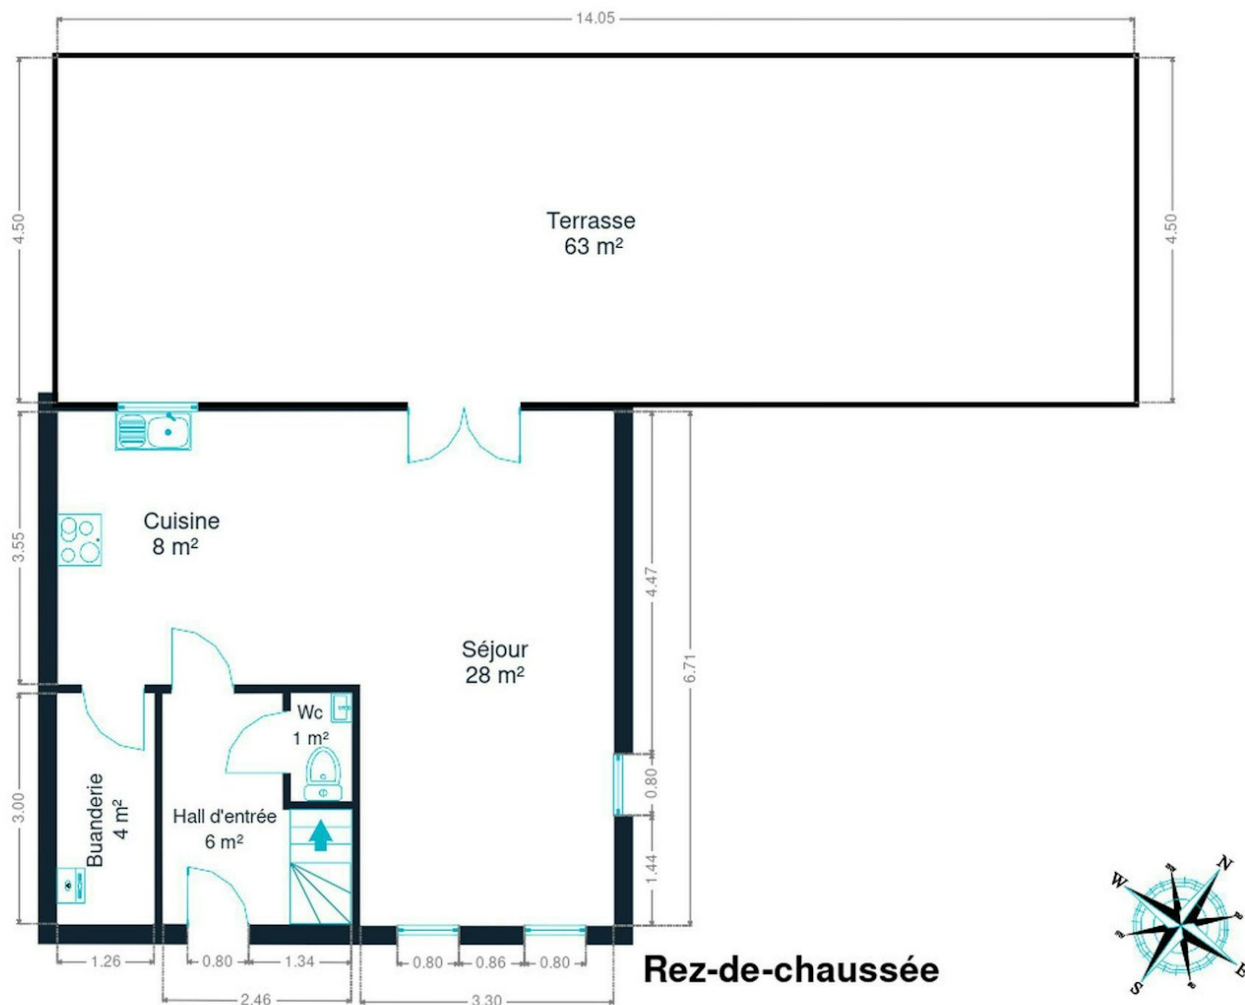 14.05
4.50
Terrasse
63 m²
4.50
Cuisine
8 m²
3.55
4.47
Séjour
28 m²
6.71
Wc
1 m²
0.80
3.00
Buanderie
4 m²
Hall d'entrée
6 m²
1.44
1.26
0.80
1.34
0.80
0.86
0.80
2.46
3.30
Rez-de-chaussée
N
W
E
S